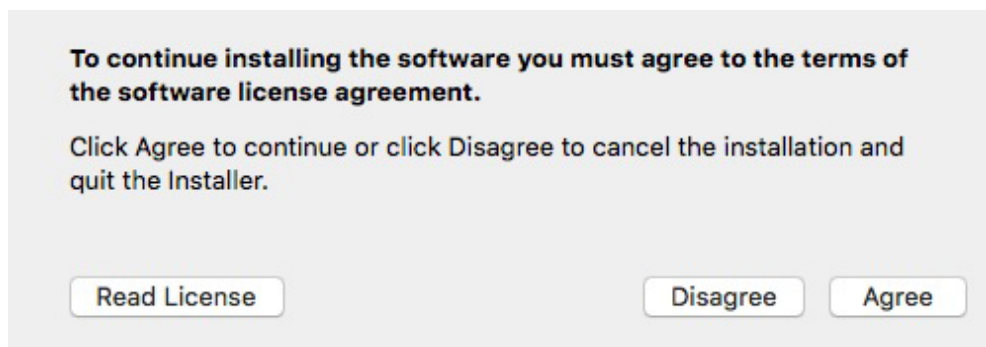 To continue installing the software you must agree to the terms of
the software license agreement.
Click Agree to continue or click Disagree to cancel the installation and
quit the Installer.
Read License
Disagree
Agree